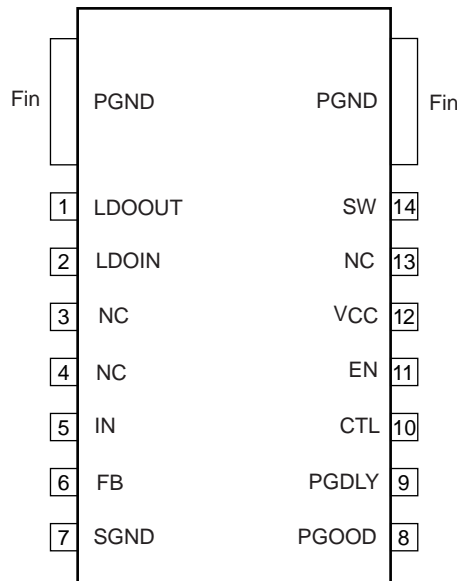 Fin PGND PGND Fin
1 LDOOUT SW 14
2 LDOIN NC 13
3 NC VCC 12
4 NC EN 11
5 IN CTL 10
6 FB PGDLY 9
7 SGND PGOOD 8